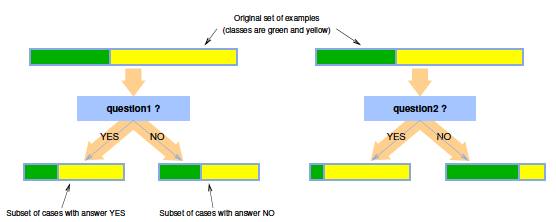 Original set of examples
(classes are green and yellow)
question1 ?
question2 ?
YES
NO
YES
NO
Subset of cases with answer YES
Subset of cases with answer NO